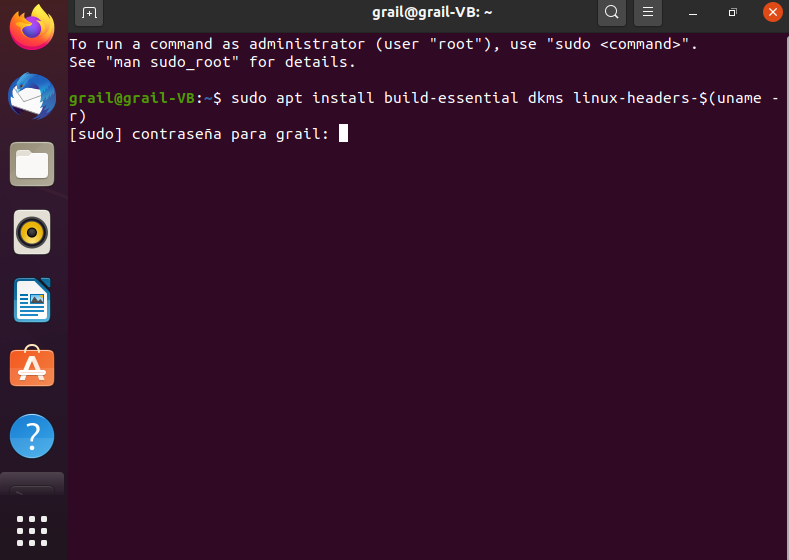 grail@grail-VB: ~
To run a command as administrator (user "root"), use "sudo <command>".
See "man sudo_root" for details.
grail@grail-VB:~$ sudo apt install build-essential dkms linux-headers-$(uname -
r)
[sudo] contraseña para grail: